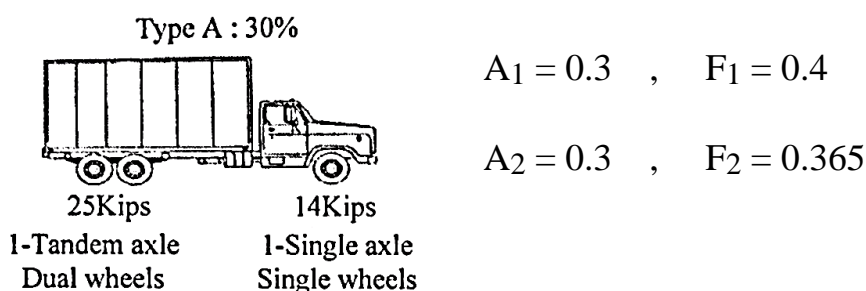 Type A : 30%
A₁ = 0.3 , F₁ = 0.4
A₂ = 0.3 , F₂ = 0.365
25Kips 14Kips
1-Tandem axle 1-Single axle
Dual wheels Single wheels